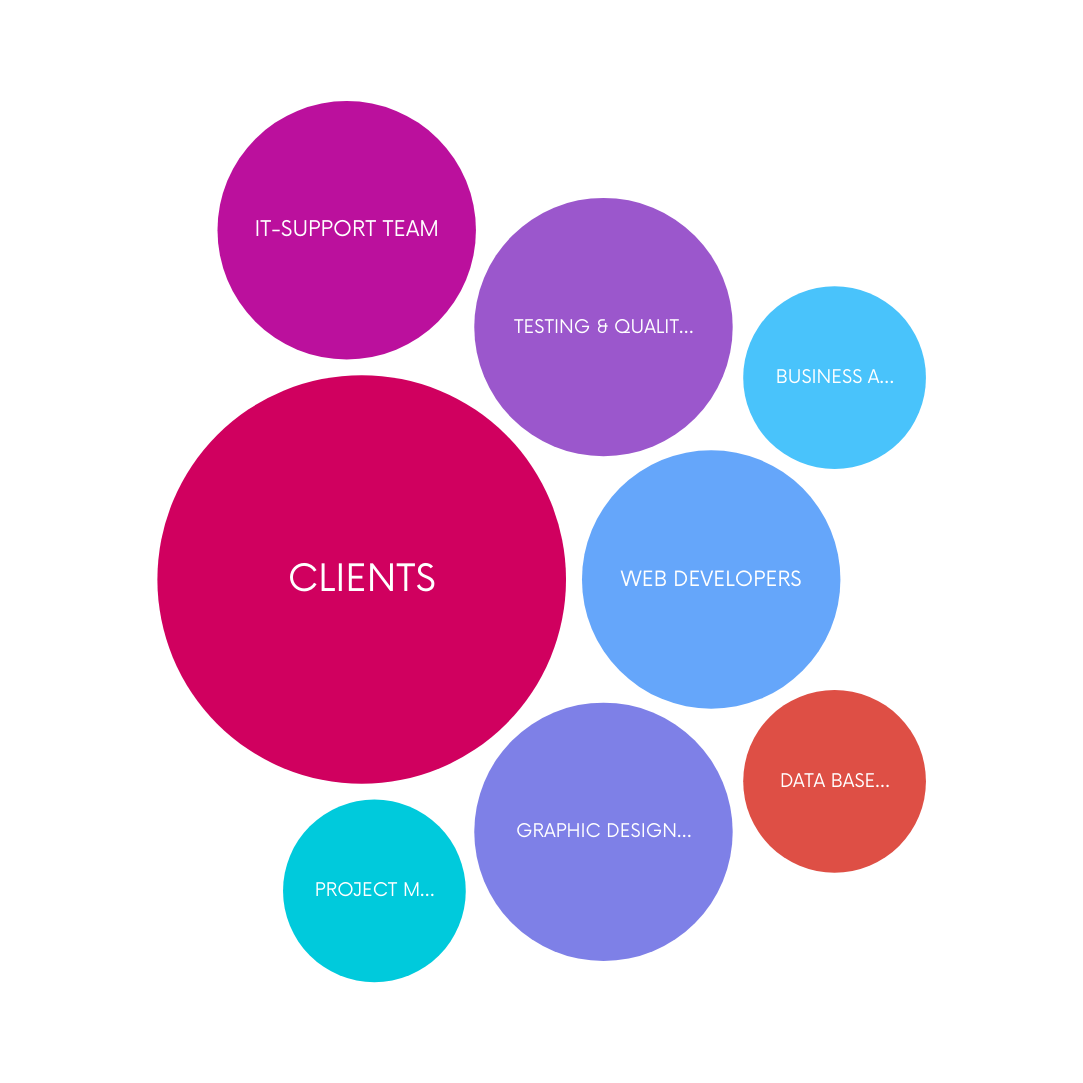 IT-SUPPORT TEAM
TESTING & QUALIT...
BUSINESS A...
CLIENTS
WEB DEVELOPERS
DATA BASE...
GRAPHIC DESIGN...
PROJECT M...